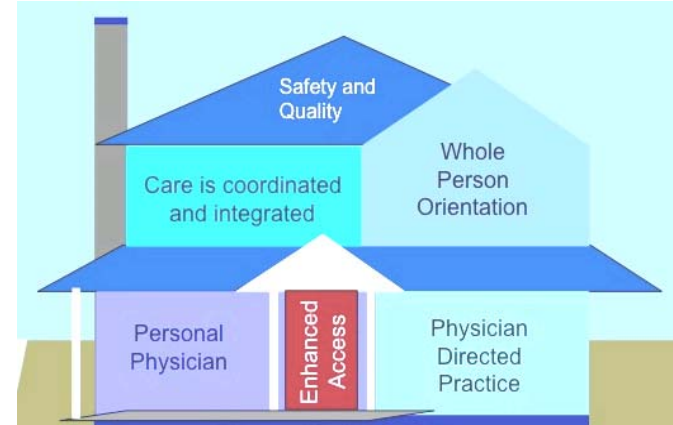 Safety and
Quality
Care is coordinated
and integrated
Whole
Person
Orientation
Personal
Physician
Enhanced
Access
Physician
Directed
Practice